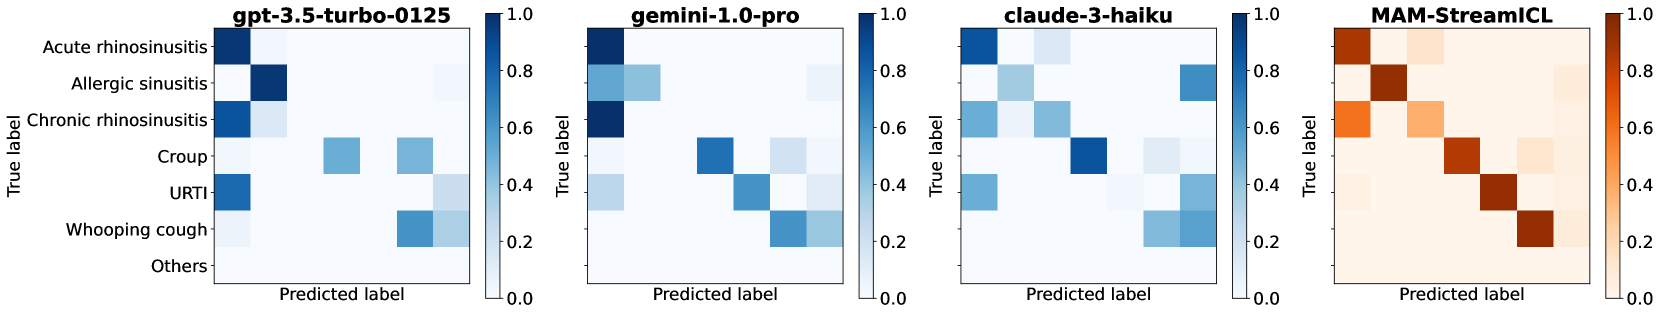 gpt-3.5-turbo-0125
gemini-1.0-pro
claude-3-haiku
MAM-StreamICL
True label
Acute rhinosinusitis
Allergic sinusitis
Chronic rhinosinusitis
Croup
URTI
Whooping cough
Others
Predicted label
1.0
0.8
0.6
0.4
0.2
0.0
True label
Predicted label
1.0
0.8
0.6
0.4
0.2
0.0
True label
Predicted label
1.0
0.8
0.6
0.4
0.2
0.0
True label
Predicted label
1.0
0.8
0.6
0.4
0.2
0.0